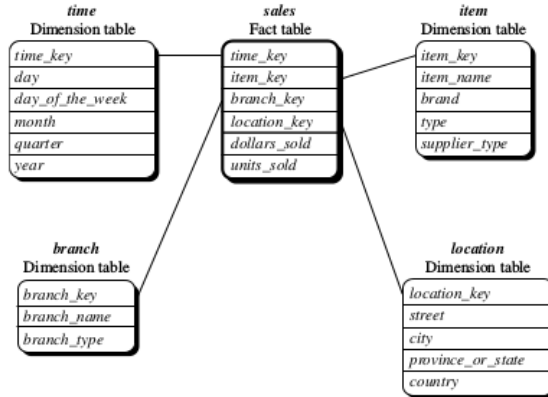 time
Dimension table
time_key
day
day_of_the_week
month
quarter
year
sales
Fact table
time_key
item_key
branch_key
location_key
dollars_sold
units_sold
item
Dimension table
item_key
item_name
brand
type
supplier_type
branch
Dimension table
branch_key
branch_name
branch_type
location
Dimension table
location_key
street
city
province_or_state
country